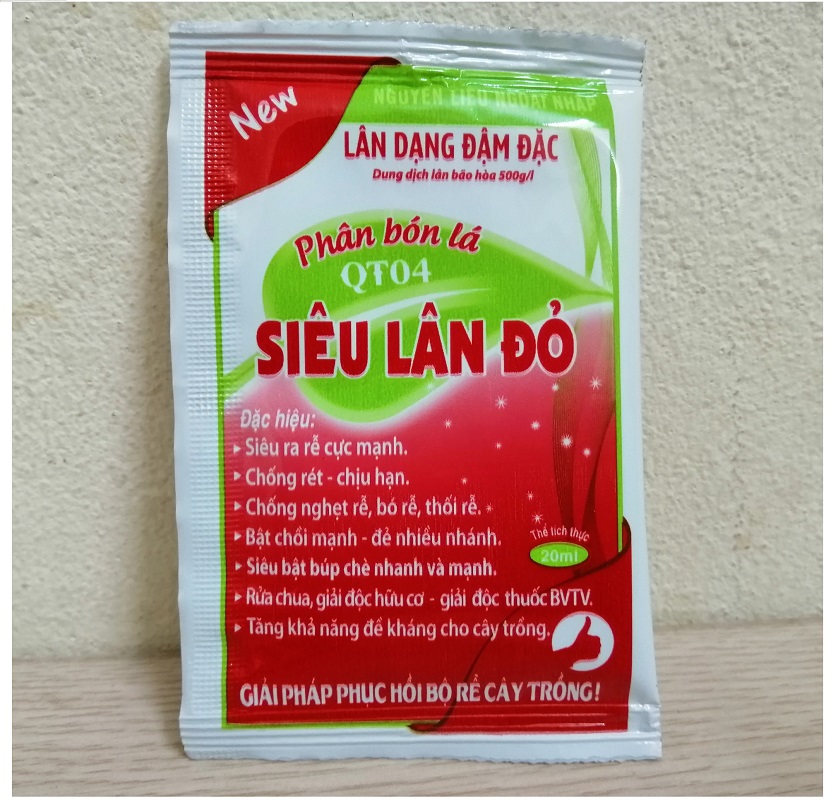 New
NGUYÊN LIỆU NGOẠI NHẬP
LÂN DẠNG ĐẬM ĐẶC
Dung dịch lân bão hòa 500g/l
Phân bón lá
QT04
SIÊU LÂN ĐỎ
Đặc hiệu:
Siêu ra rễ cực mạnh.
Chống rét - chịu hạn.
Chống nghẹt rễ, bó rễ, thối rễ.
Bật chồi mạnh - đẻ nhiều nhánh.
Siêu bật búp chè nhanh và mạnh.
Rửa chua, giải độc hữu cơ - giải độc thuốc BVTV.
Tăng khả năng đề kháng cho cây trồng.
Thể tích thực
20ml
GIẢI PHÁP PHỤC HỒI BỘ RỄ CÂY TRỒNG!